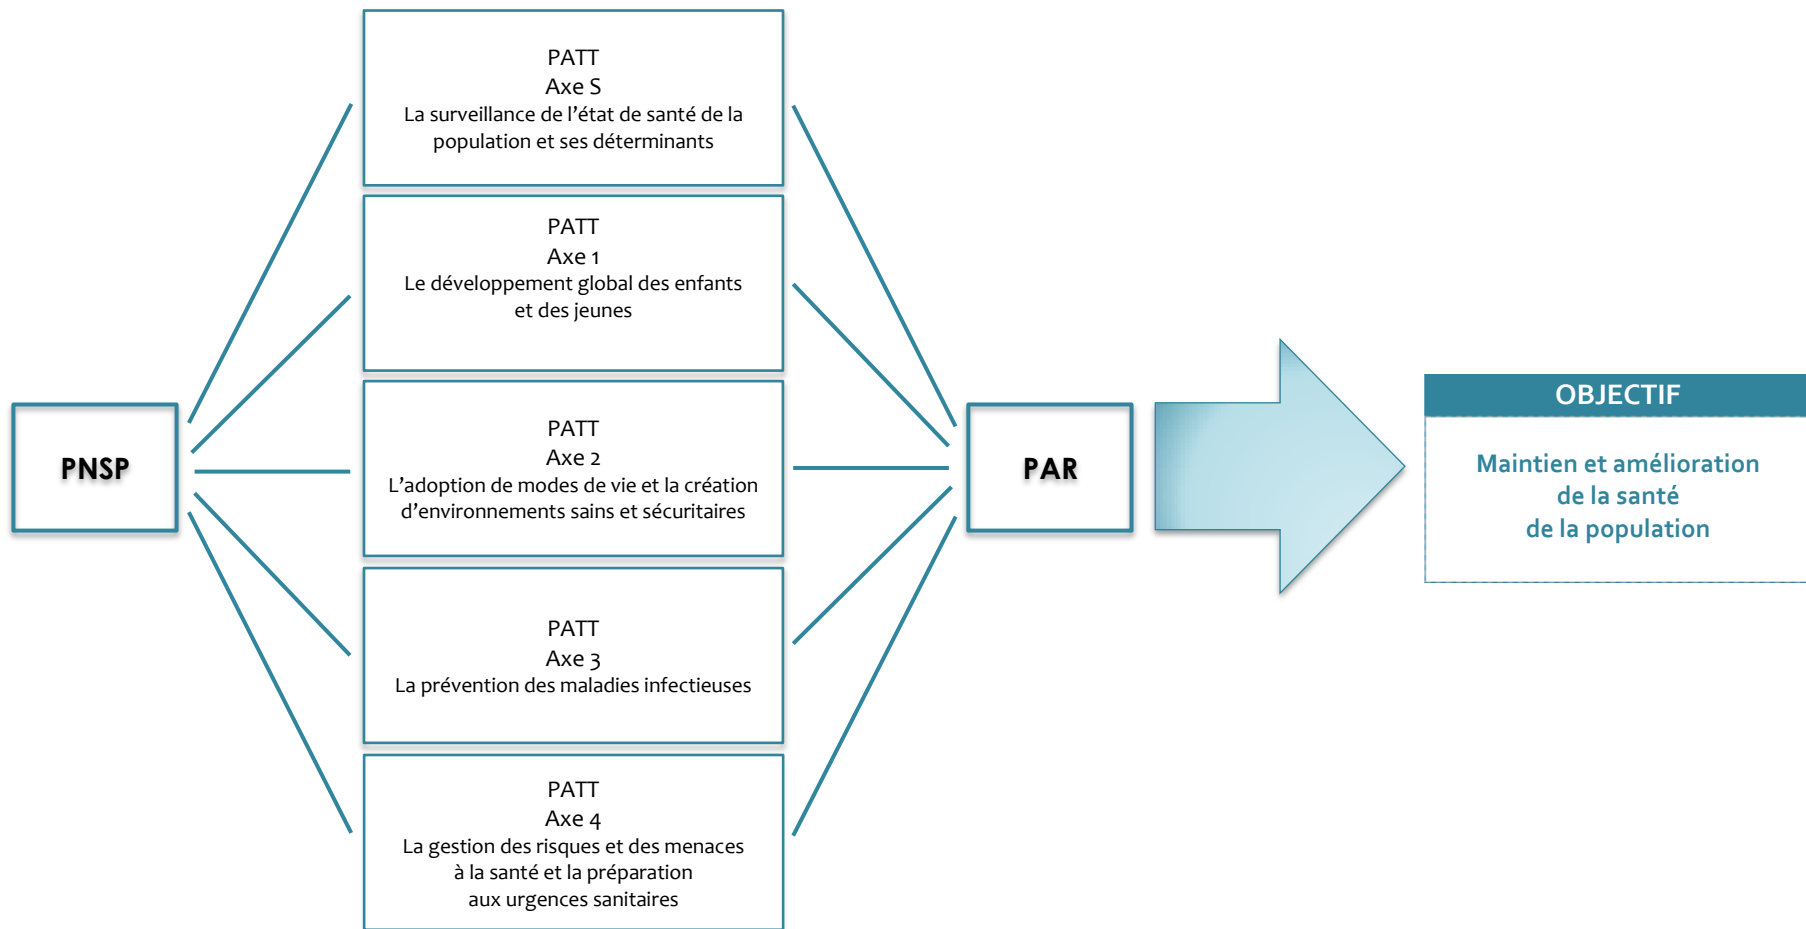 PNSP
PATT
Axe S
La surveillance de l’état de santé de la
population et ses déterminants
PATT
Axe 1
Le développement global des enfants
et des jeunes
PATT
Axe 2
L’adoption de modes de vie et la création
d’environnements sains et sécuritaires
PATT
Axe 3
La prévention des maladies infectieuses
PATT
Axe 4
La gestion des risques et des menaces
à la santé et la préparation
aux urgences sanitaires
PAR
OBJECTIF
Maintien et amélioration
de la santé
de la population